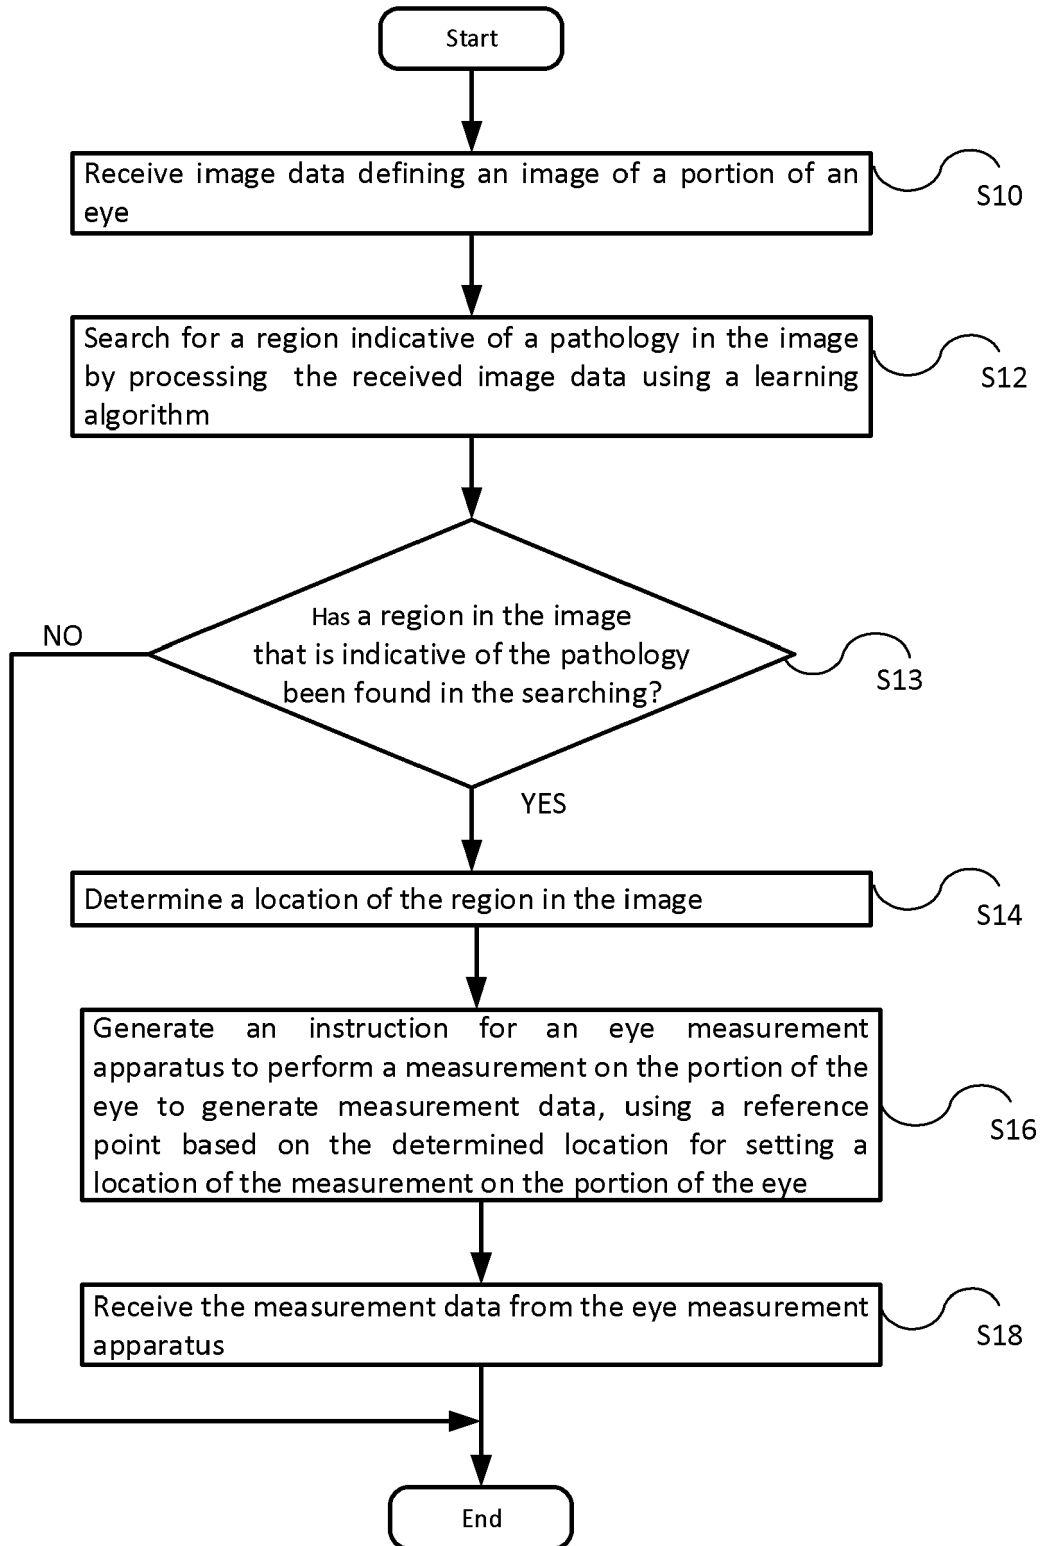 Start
Receive image data defining an image of a portion of an
eye
S10
Search for a region indicative of a pathology in the image
by processing the received image data using a learning
algorithm
S12
Has a region in the image
that is indicative of the pathology
been found in the searching?
NO
S13
YES
Determine a location of the region in the image
S14
Generate an instruction for an eye measurement
apparatus to perform a measurement on the portion of the
eye to generate measurement data, using a reference
point based on the determined location for setting a
location of the measurement on the portion of the eye
S16
Receive the measurement data from the eye measurement
apparatus
S18
End